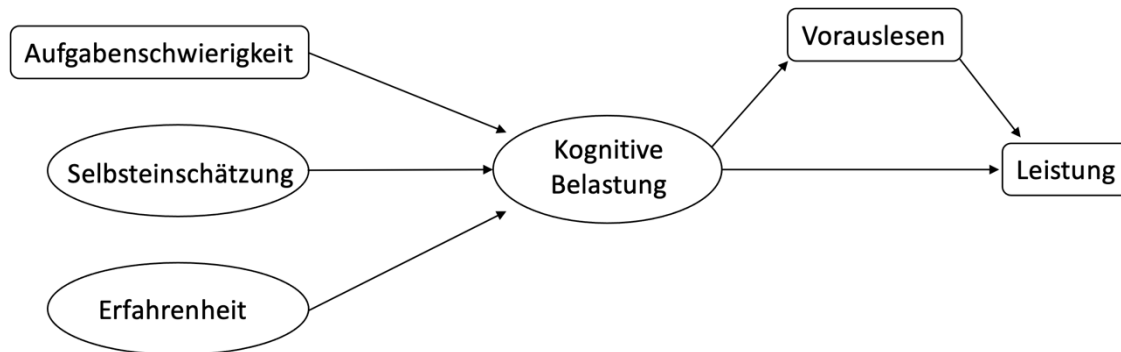 Aufgabenschwierigkeit
Vorauslesen
Selbsteinschätzung
Kognitive
Belastung
Leistung
Erfahrenheit